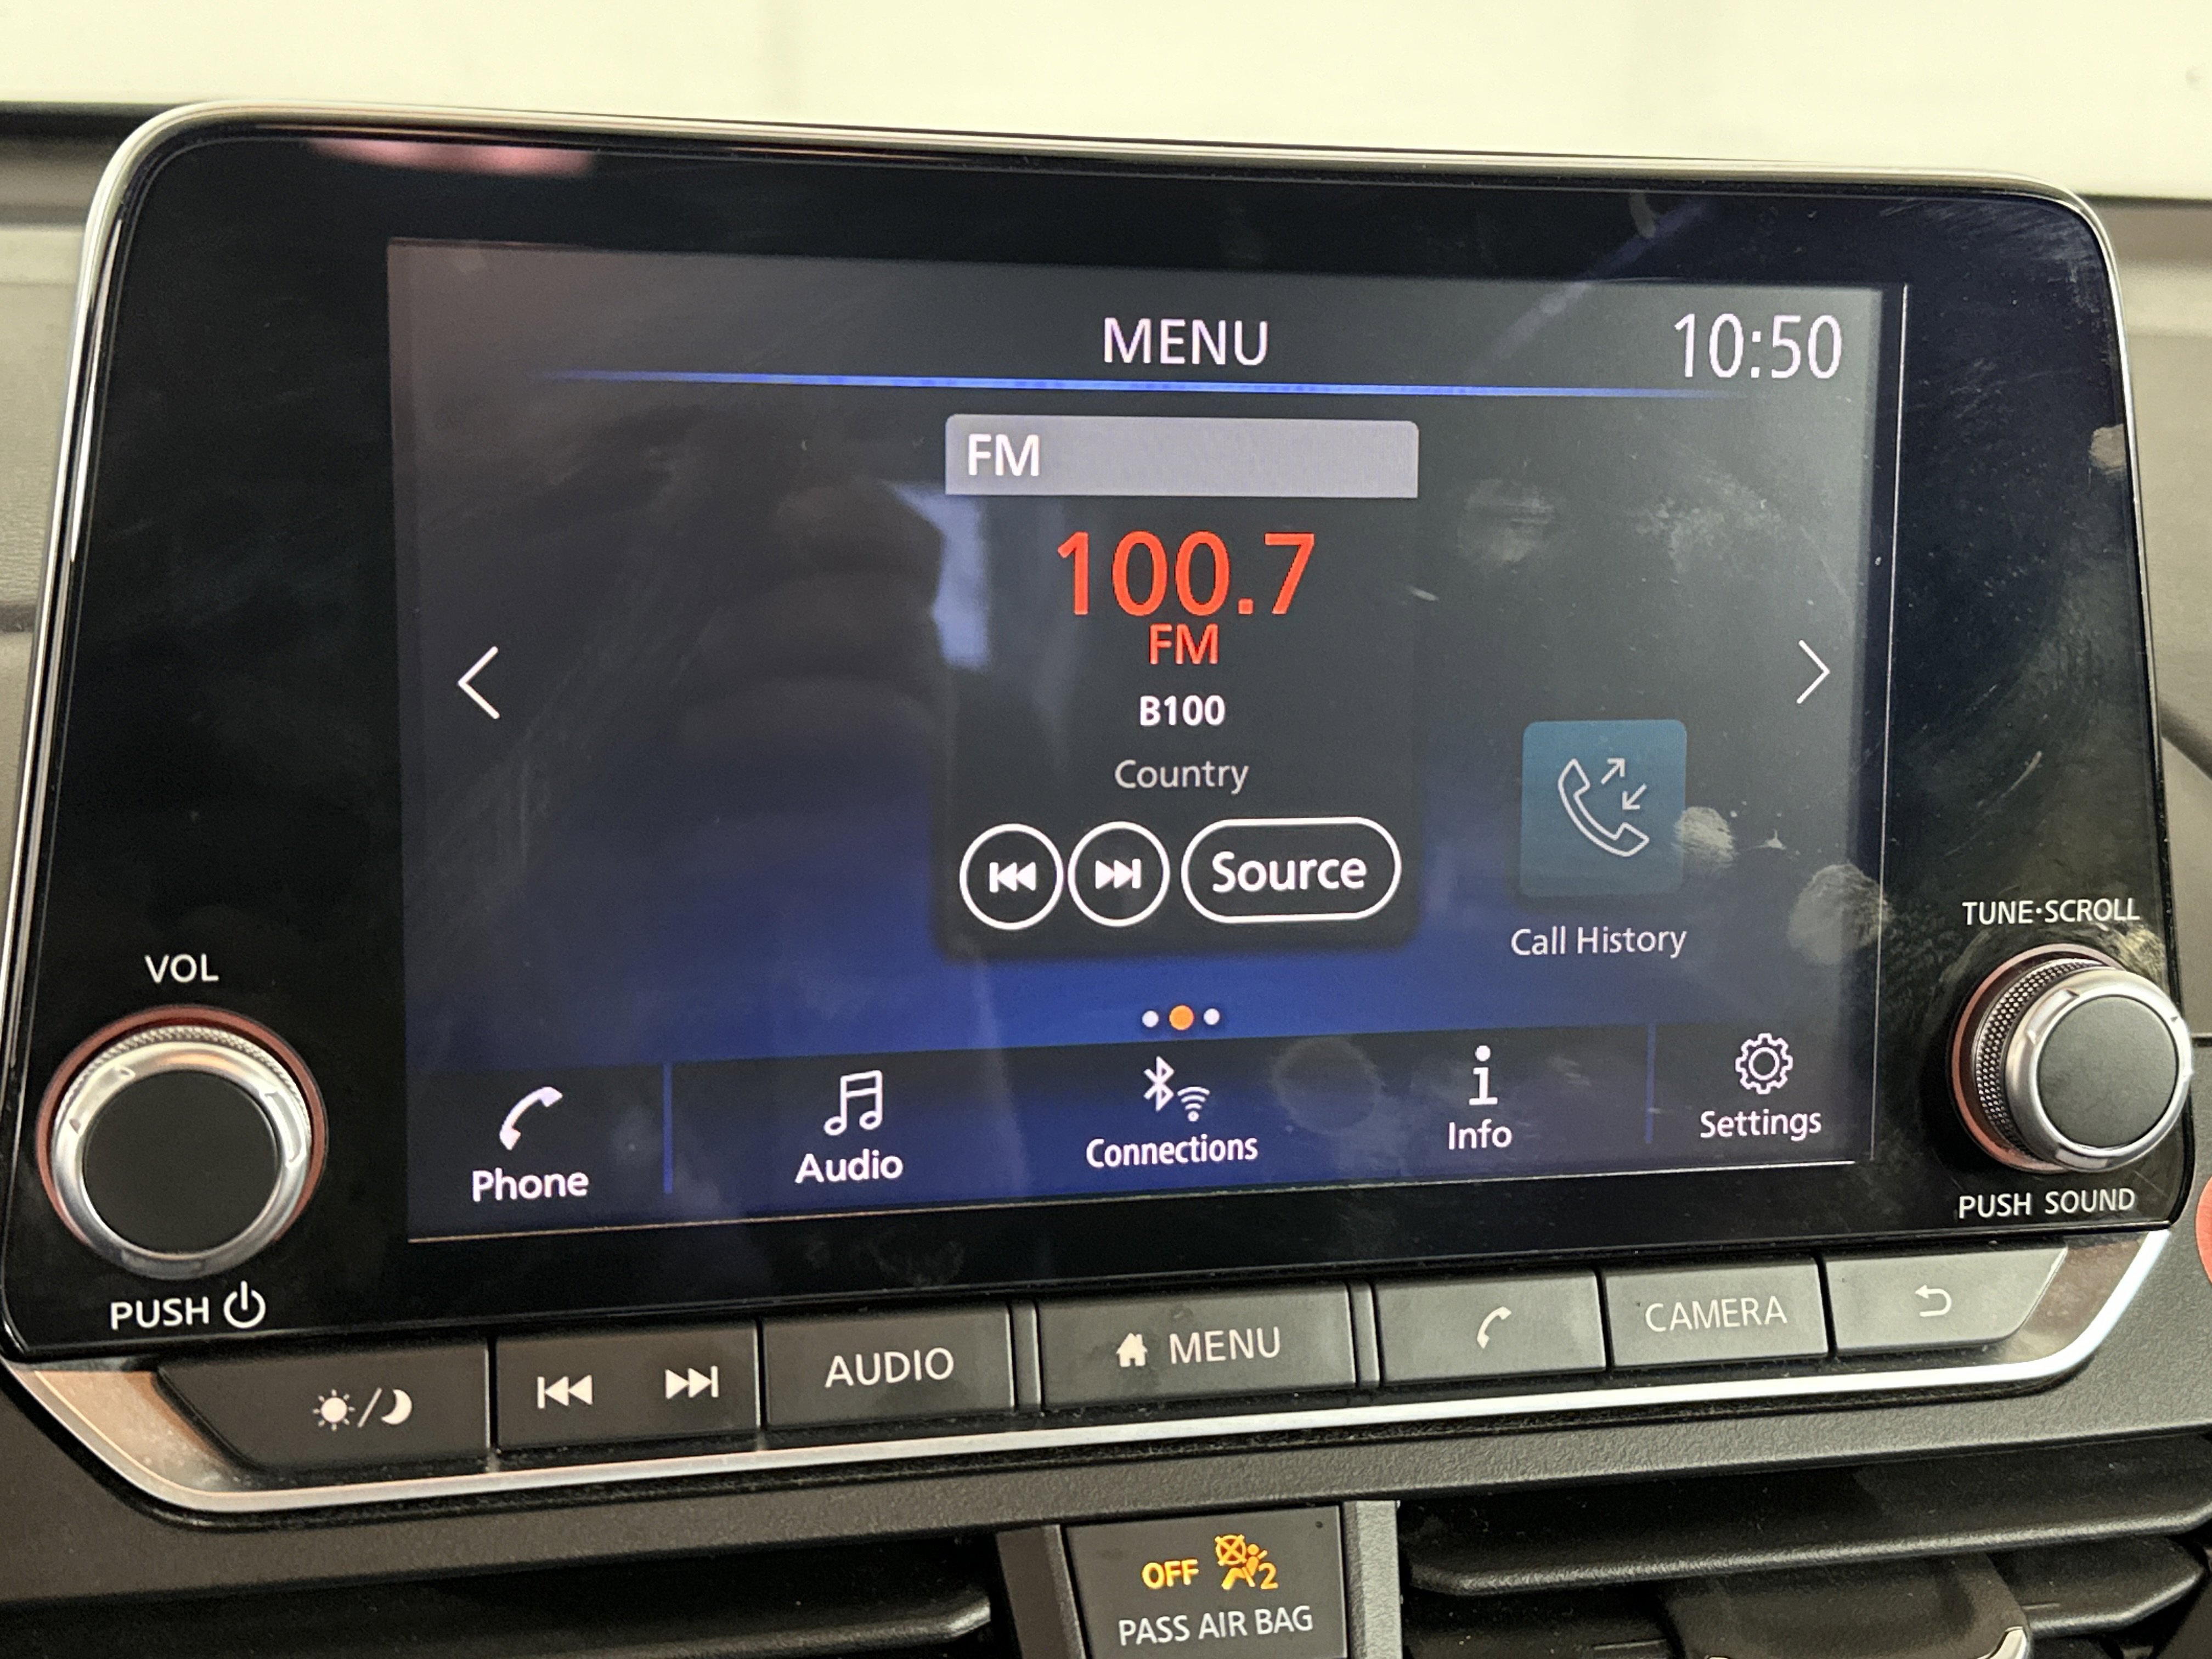 MENU
10:50
FM
100.7
FM
B100
Country
Source
Call History
Phone
Audio
Connections
Info
Settings
VOL
PUSH
TUNE·SCROLL
PUSH SOUND
AUDIO
MENU
CAMERA
OFF 2
PASS AIR BAG